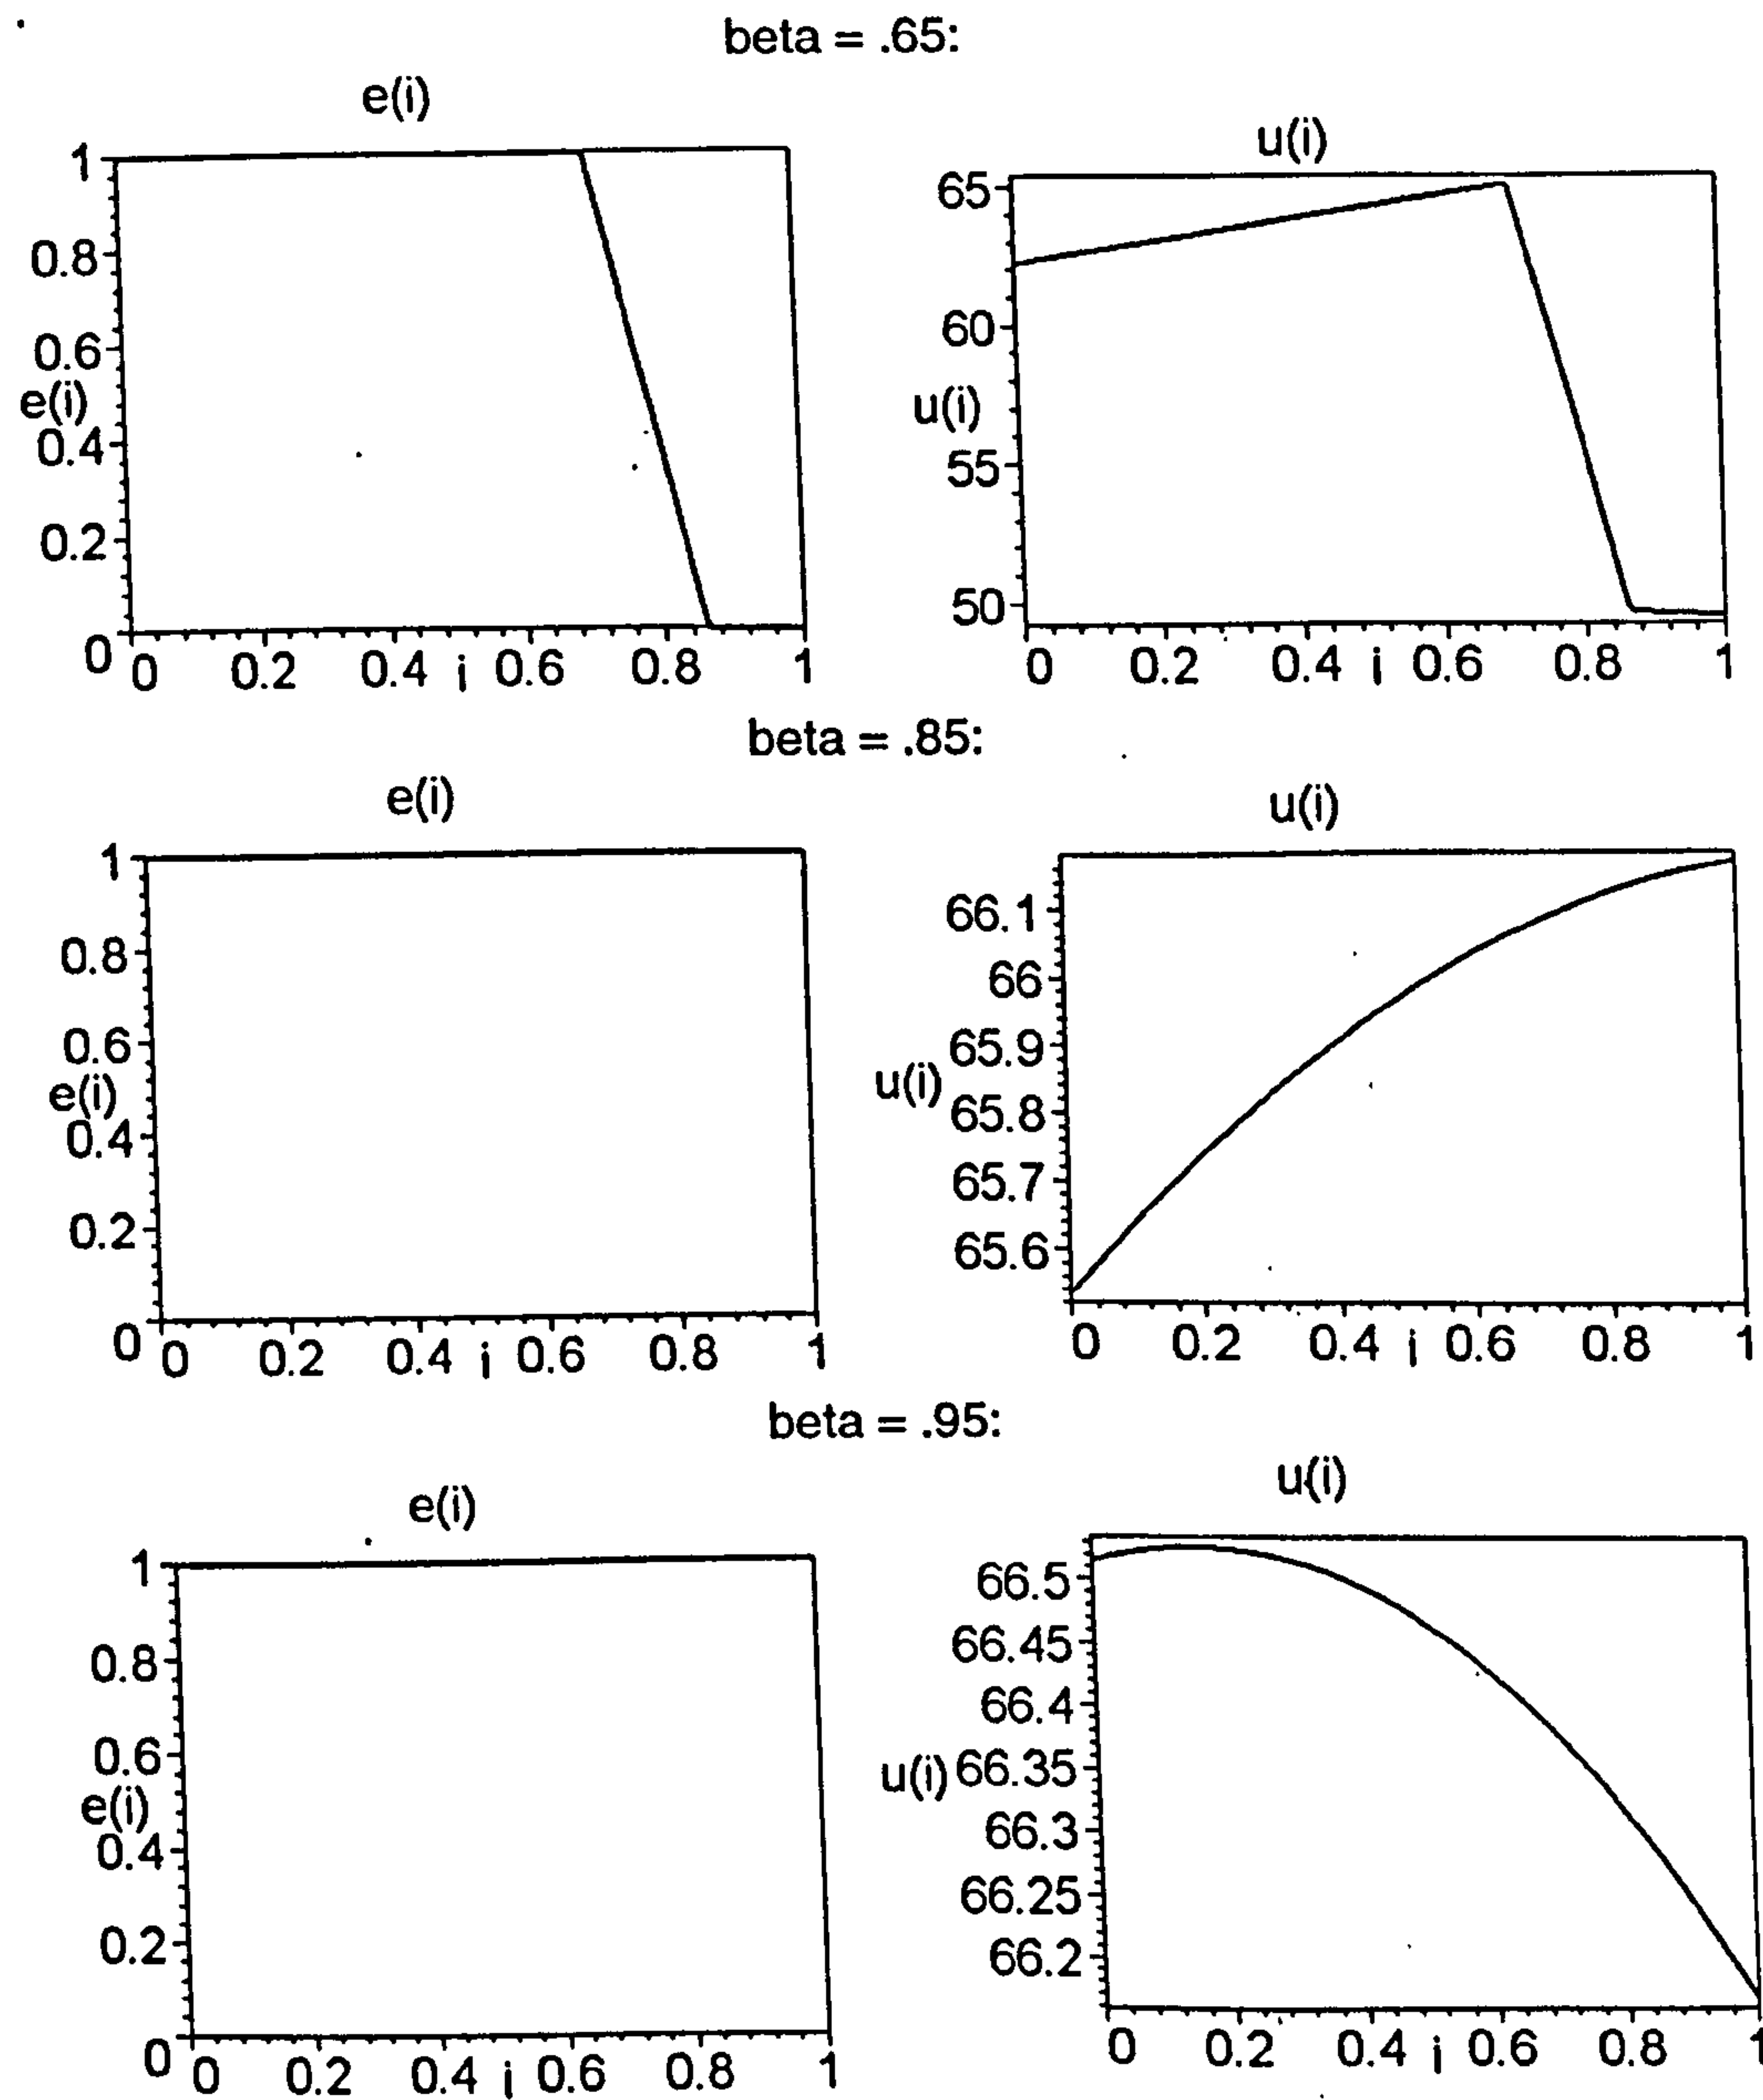 beta = .65:
e(i)
1
0.8
0.6
e(i)
0.4
0.2
0
0 0.2 0.4 i 0.6 0.8 1
u(i)
65
60
u(i)
55
50
0 0.2 0.4 i 0.6 0.8 1
beta = .85:
e(i)
1
0.8
0.6
e(i)
0.4
0.2
0
0 0.2 0.4 i 0.6 0.8 1
u(i)
66.1
66
65.9
u(i)
65.8
65.7
65.6
0 0.2 0.4 i 0.6 0.8 1
beta = .95:
e(i)
1
0.8
0.6
e(i)
0.4
0.2
0
0 0.2 0.4 i 0.6 0.8 1
u(i)
66.5
66.45
66.4
u(i) 66.35
66.3
66.25
66.2
0 0.2 0.4 i 0.6 0.8 1